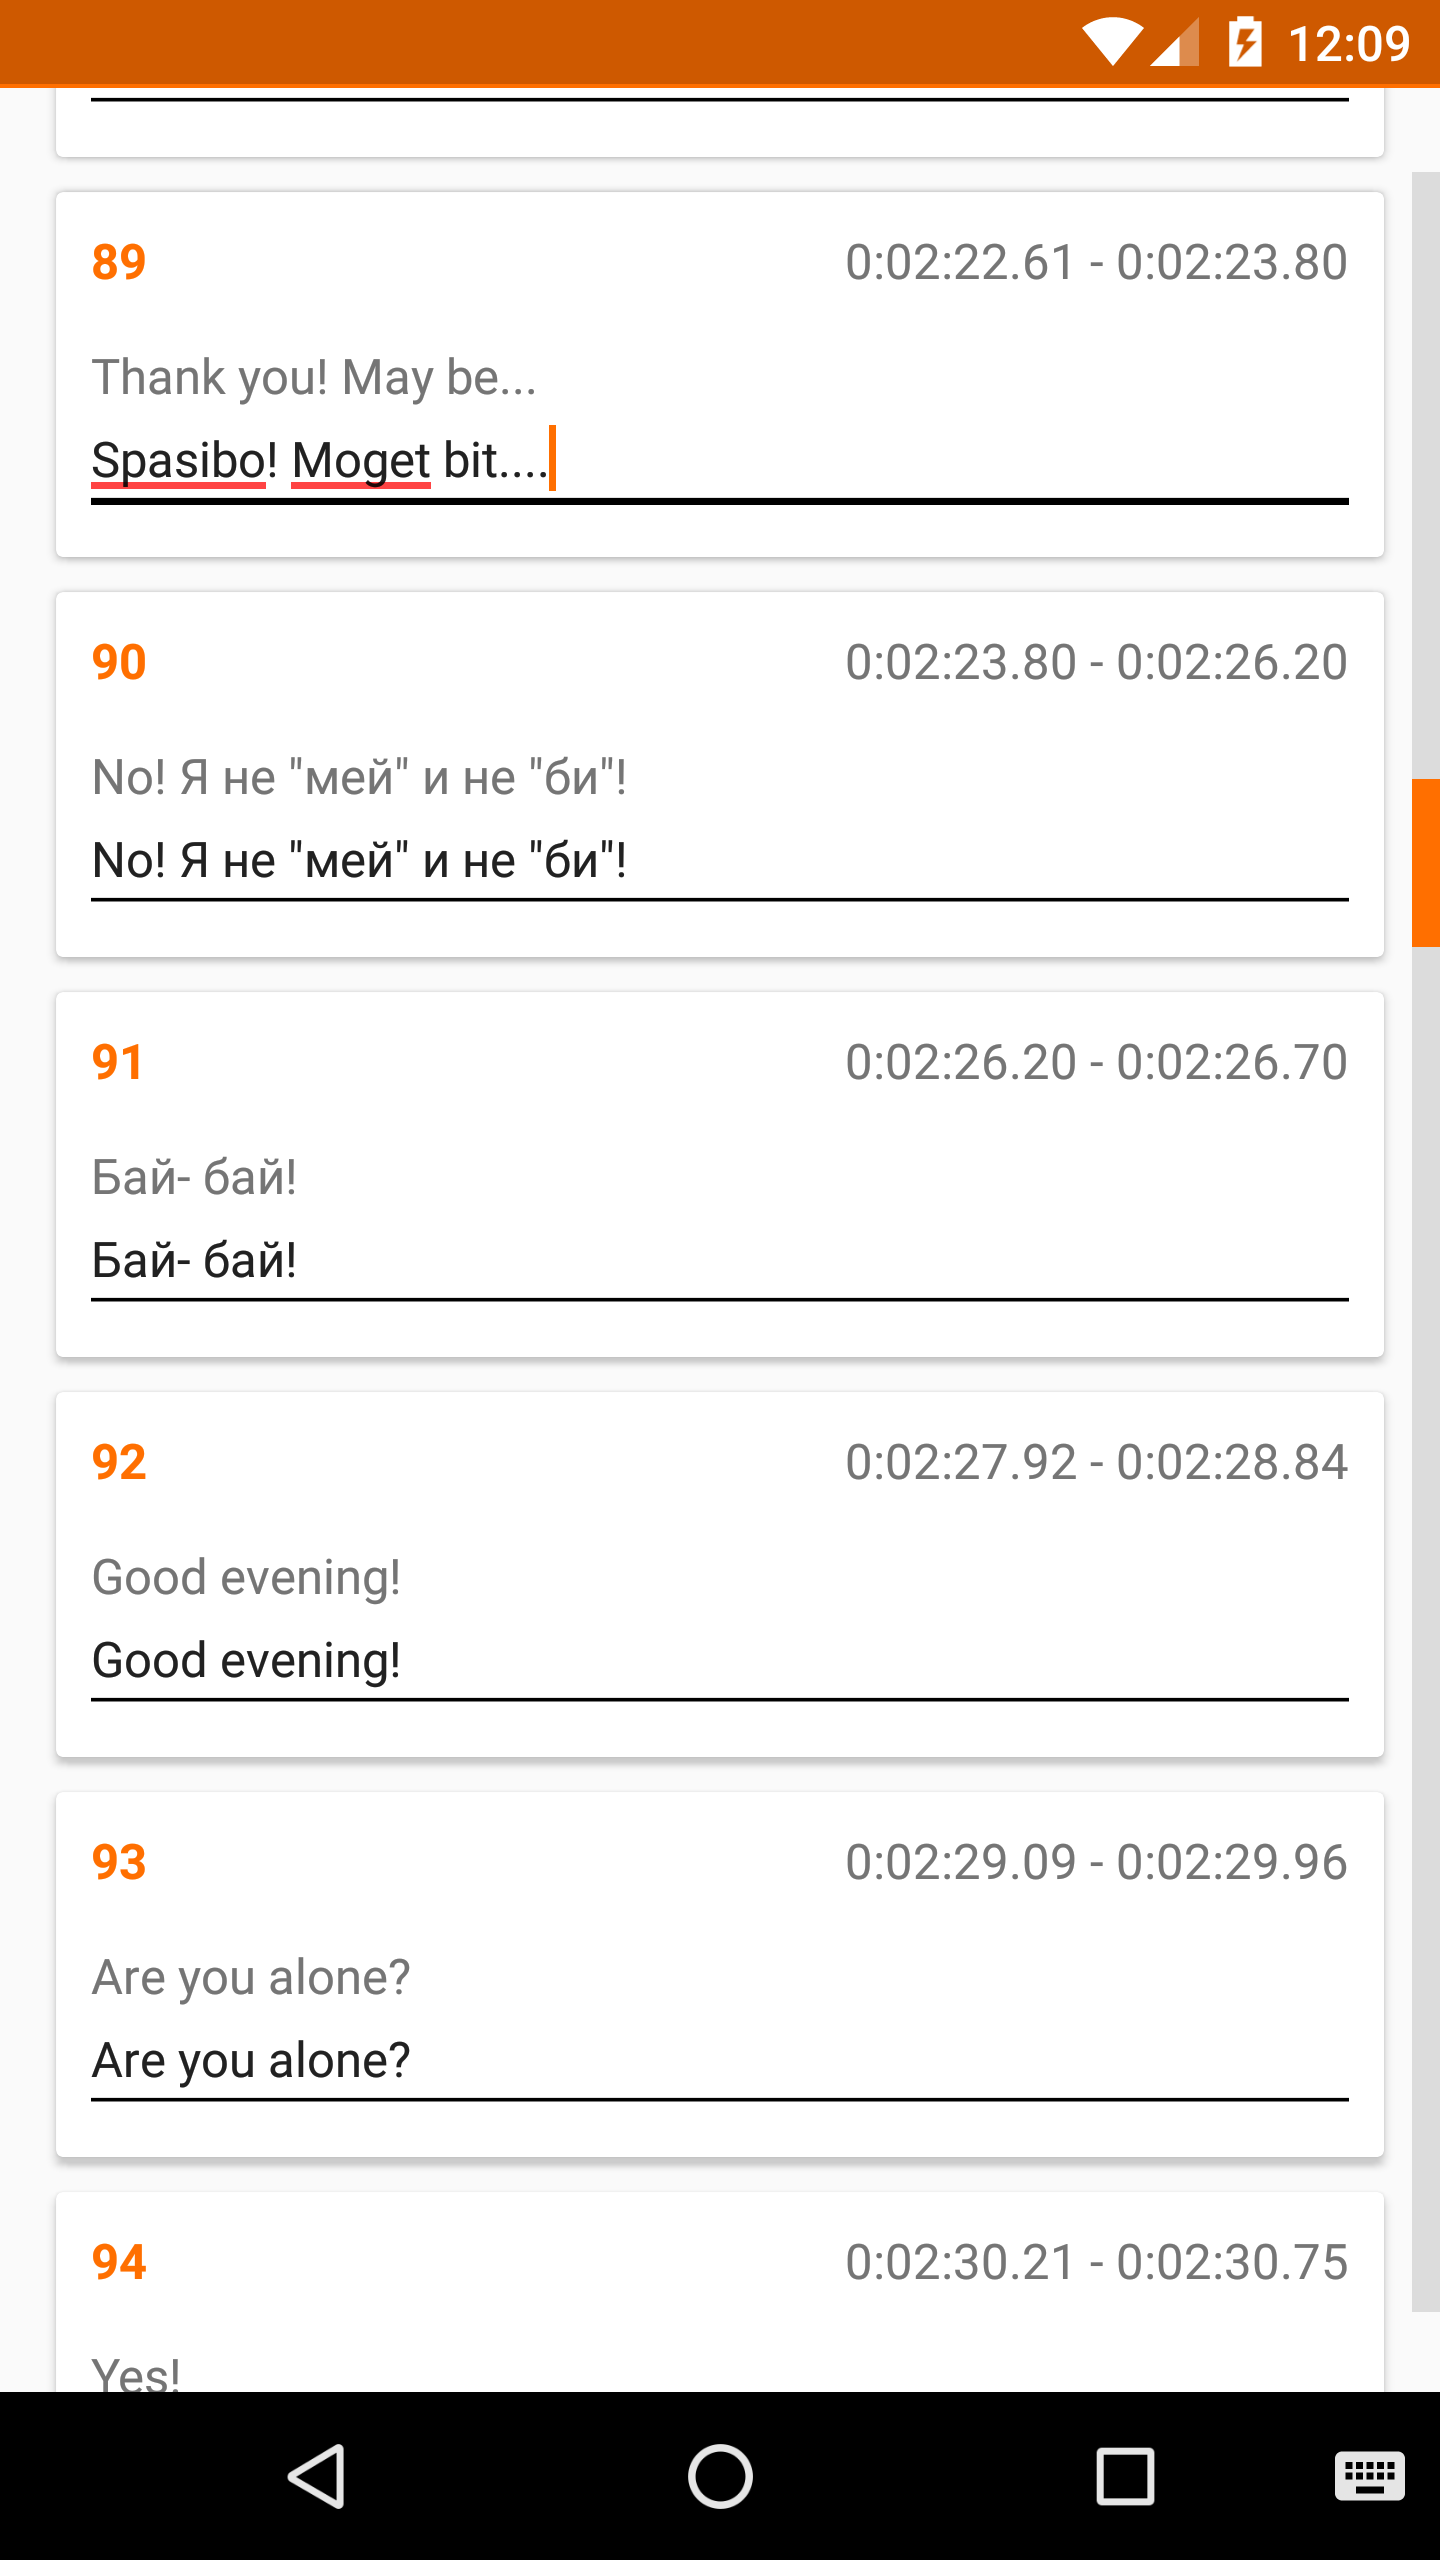 12:09
89 0:02:22.61 - 0:02:23.80
Thank you! May be...
Spasibo! Moget bit....
90 0:02:23.80 - 0:02:26.20
No! Я не "мей" и не "би"!
No! Я не "мей" и не "би"!
91 0:02:26.20 - 0:02:26.70
Бай- бай!
Бай- бай!
92 0:02:27.92 - 0:02:28.84
Good evening!
Good evening!
93 0:02:29.09 - 0:02:29.96
Are you alone?
Are you alone?
94 0:02:30.21 - 0:02:30.75
Yes!